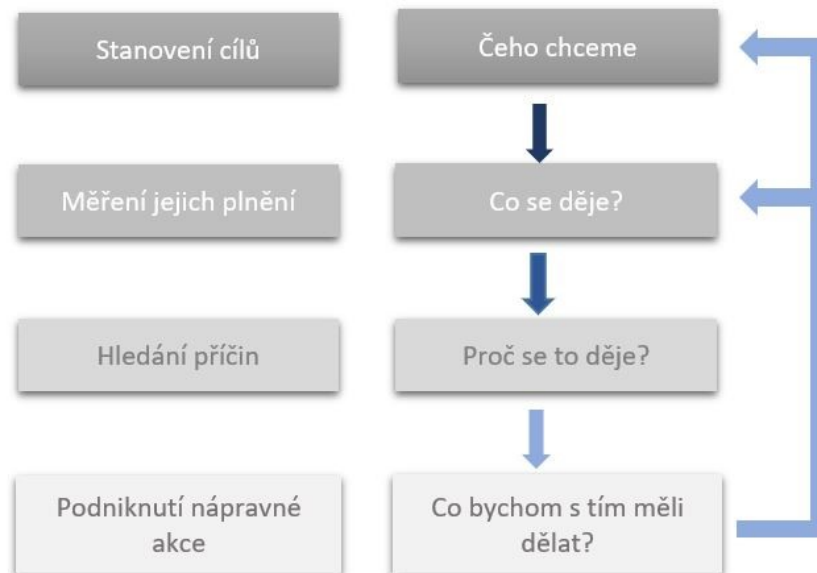 Stanovení cílů
Čeho chceme
Měření jejich plnění
Co se děje?
Hledání příčin
Proč se to děje?
Podniknutí nápravné
akce
Co bychom s tím měli
dělat?